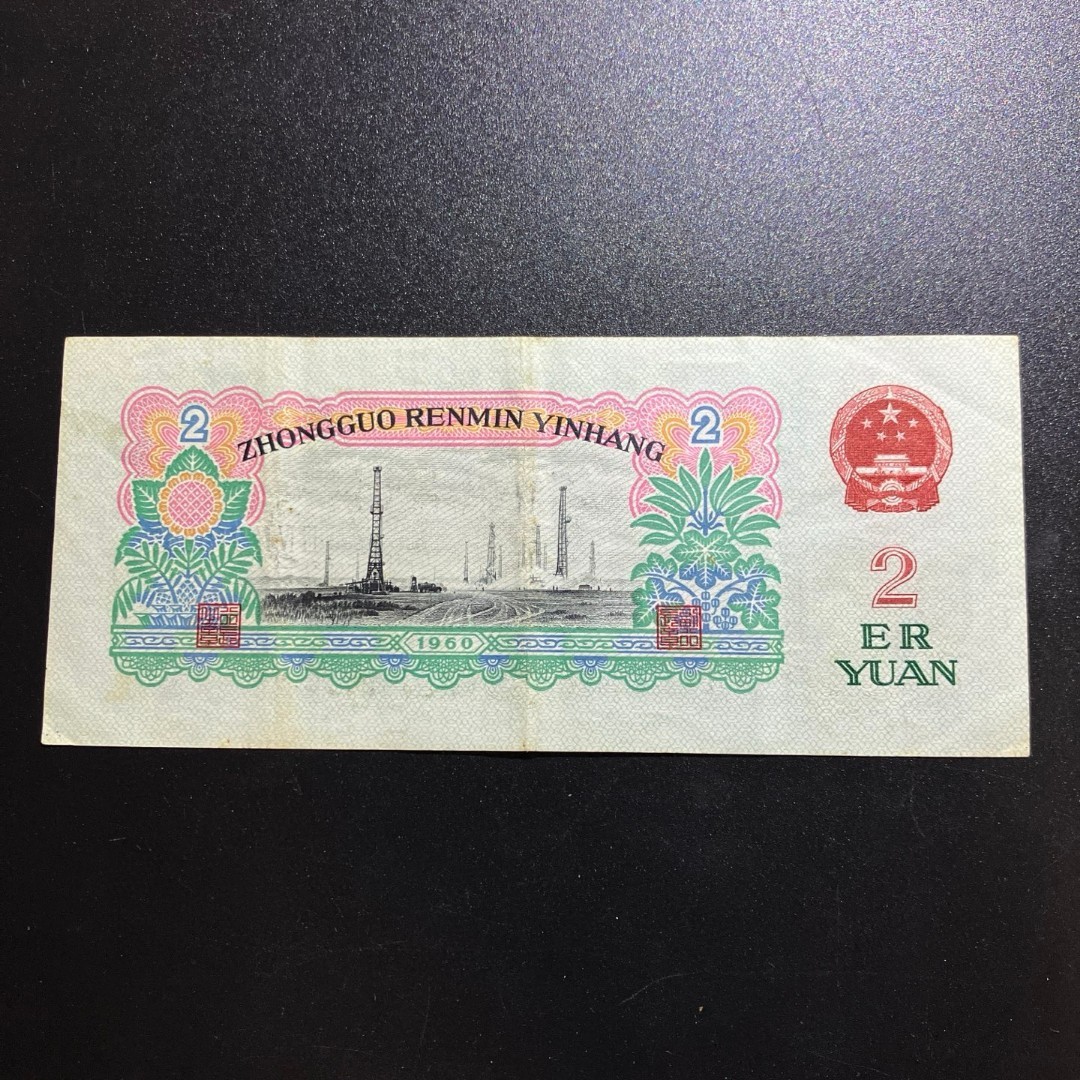 2
ZHONGGUO RENMIN YINHANG
2
1960
2
ER
YUAN